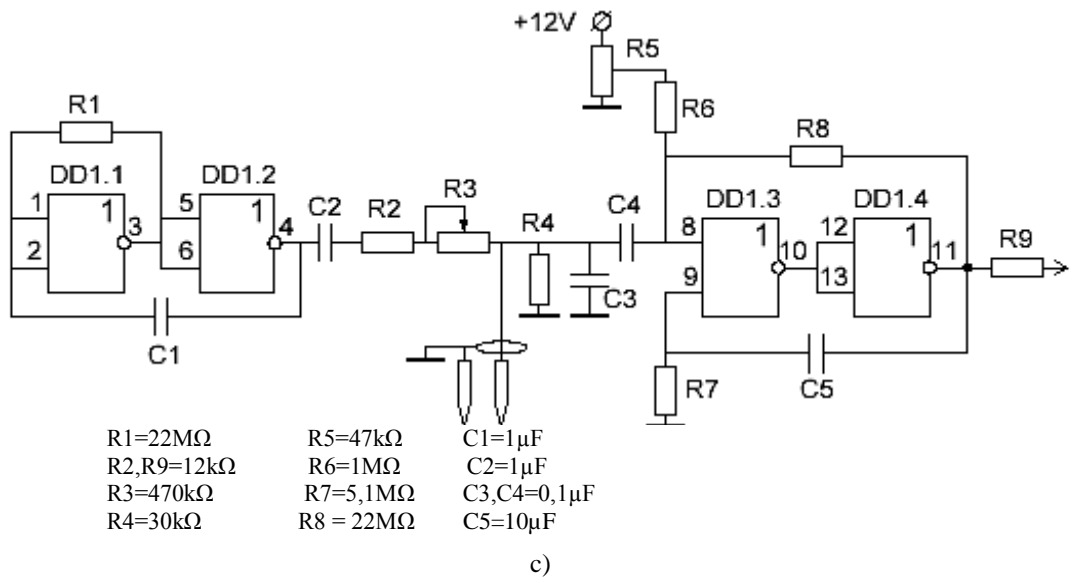 +12V
R5
R1
R6
R8
DD1.1
DD1.2
R3
DD1.3
DD1.4
C2
R2
R4
C4
1
1
5
1
8
1
12
1
R9
3
4
10
11
2
6
9
13
C3
C1
R7
C5
R1=22MΩ R5=47kΩ C1=1μF
R2,R9=12kΩ R6=1MΩ C2=1μF
R3=470kΩ R7=5,1MΩ C3,C4=0,1μF
R4=30kΩ R8 = 22MΩ C5=10μF
c)